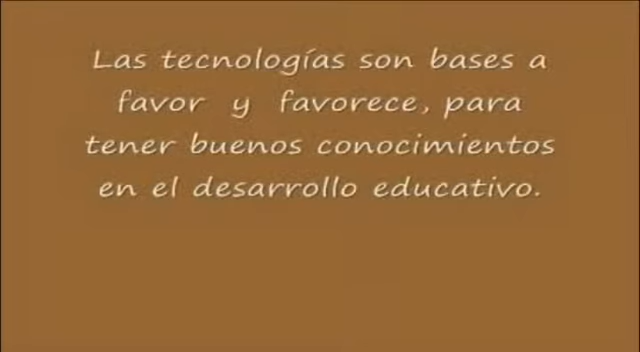 Las tecnologías son bases a
favor y favorece, para
tener buenos conocimientos
en el desarrollo educativo.